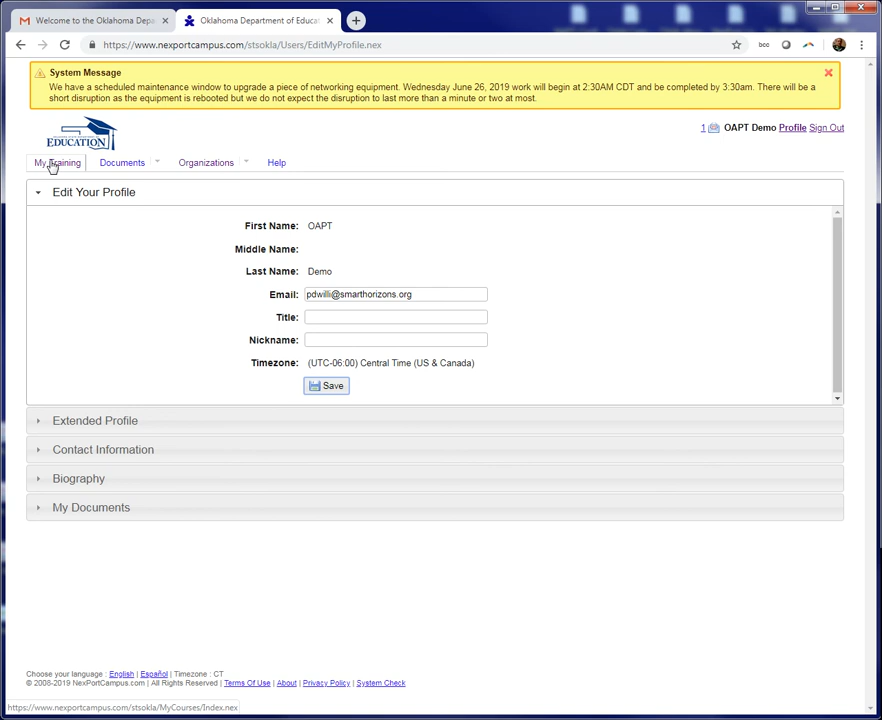 Welcome to the Oklahoma Depa
Oklahoma Department of Educat
https://www.nexportcampus.com/stsokla/Users/EditMyProfile.nex
bcc
System Message
We have a scheduled maintenance window to upgrade a piece of networking equipment. Wednesday June 26, 2019 work will begin at 2:30AM CDT and be completed by 3:30am. There will be a
short disruption as the equipment is rebooted but we do not expect the disruption to last more than a minute or two at most.
EDUCATION
1 OAPT Demo Profile Sign Out
My Training Documents Organizations Help
Edit Your Profile
First Name: OAPT
Middle Name:
Last Name: Demo
Email: pdwilli@smarthorizons.org
Title:
Nickname:
Timezone: (UTC-06:00) Central Time (US & Canada)
Save
Extended Profile
Contact Information
Biography
My Documents
Choose your language : English | Español | Timezone : CT
© 2008-2019 NexPortCampus.com | All Rights Reserved | Terms Of Use | About | Privacy Policy | System Check
https://www.nexportcampus.com/stsokla/MyCourses/Index.nex